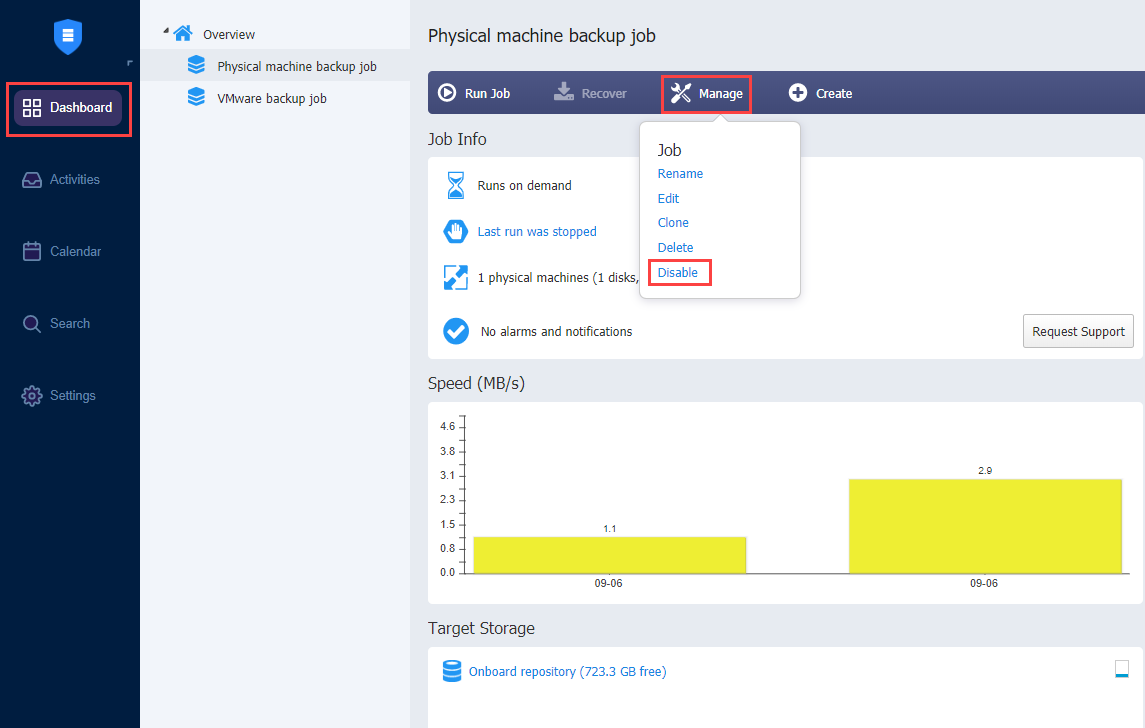 Dashboard
Activities
Calendar
Search
Settings
Overview
Physical machine backup job
VMware backup job
Physical machine backup job
Run Job
Recover
Manage
Create
Job
Rename
Edit
Clone
Delete
Disable
Job Info
Runs on demand
Last run was stopped
1 physical machines (1 disks,
No alarms and notifications
Request Support
Speed (MB/s)
4.6
3.8
3.1
2.3
1.5
0.8
0.0
1.1
2.9
09-06
09-06
Target Storage
Onboard repository (723.3 GB free)